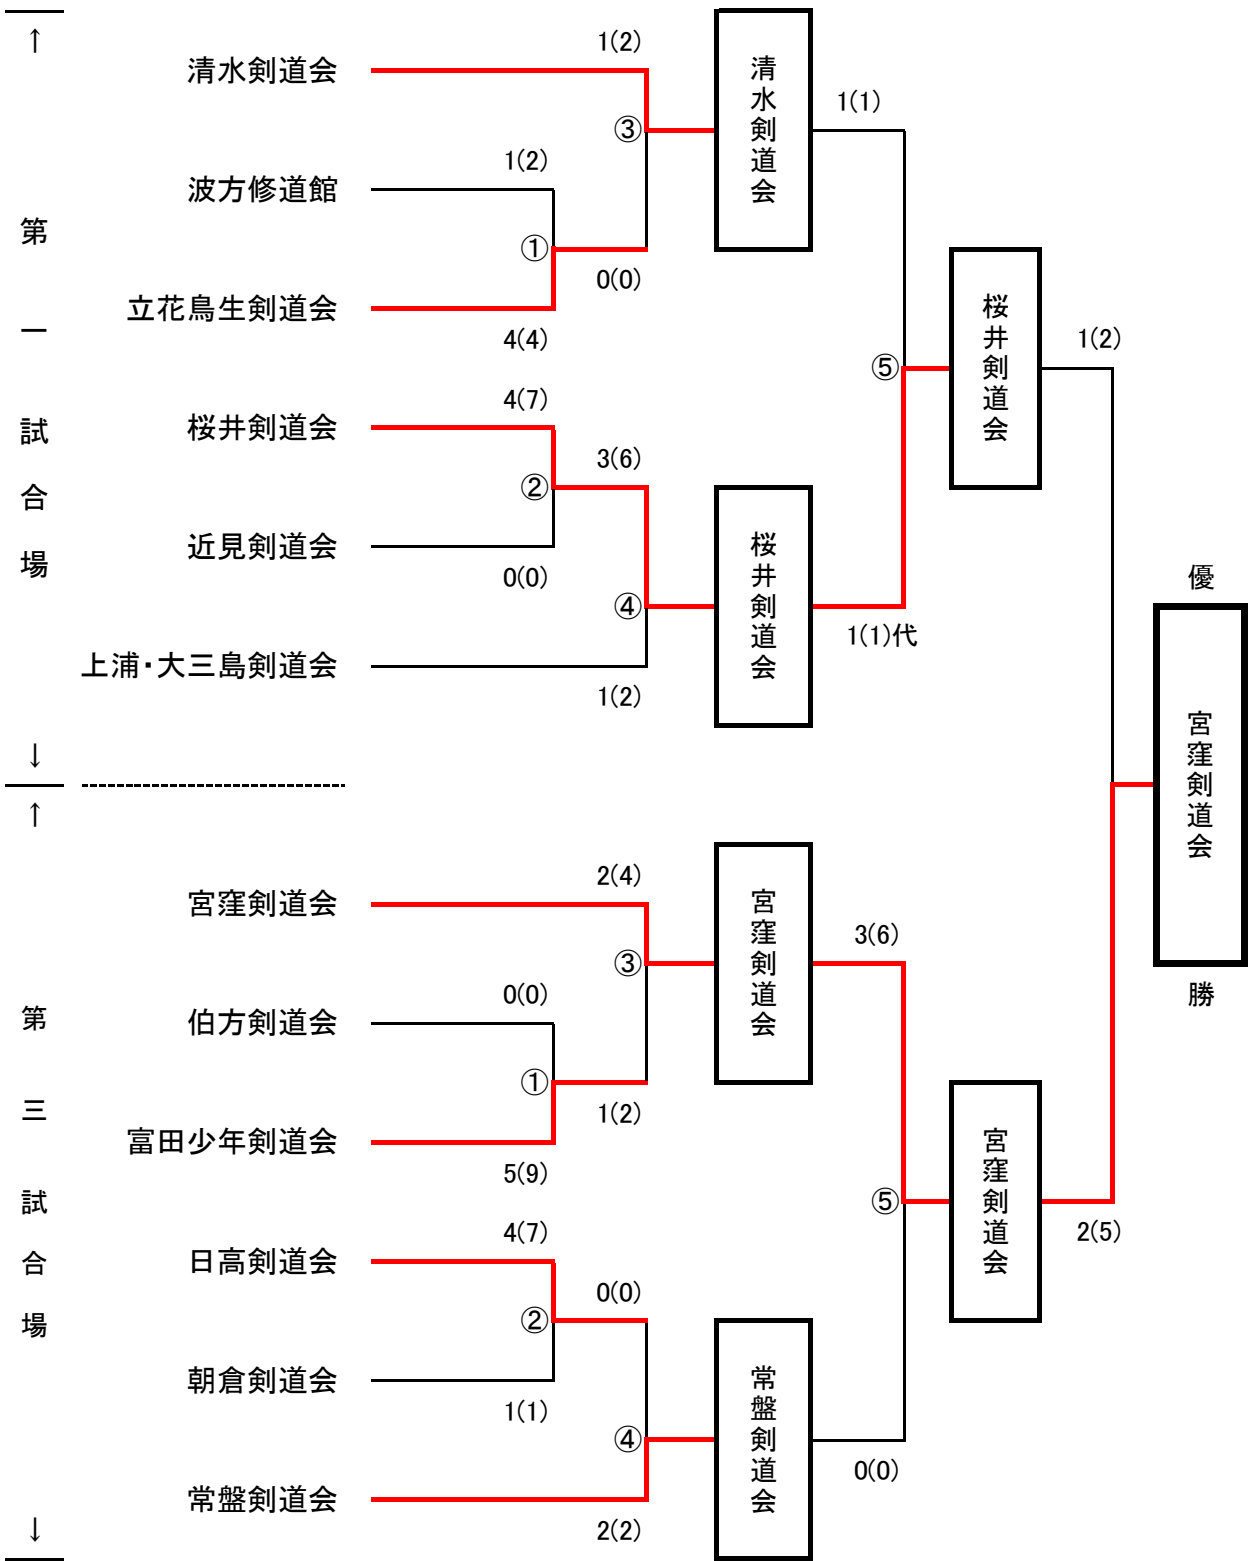 ↑
第一試合場
↓
清水剣道会
1(2)
③
波方修道館
1(2)
①
0(0)
立花鳥生剣道会
4(4)
桜井剣道会
4(7)
②
3(6)
近見剣道会
0(0)
④
上浦・大三島剣道会
1(2)
清水剣道会
1(1)
⑤
桜井剣道会
1(1)代
桜井剣道会
1(2)
↑
第三試合場
↓
宮窪剣道会
2(4)
③
伯方剣道会
0(0)
①
1(2)
富田少年剣道会
5(9)
日高剣道会
4(7)
②
0(0)
朝倉剣道会
1(1)
④
常盤剣道会
2(2)
宮窪剣道会
3(6)
⑤
常盤剣道会
0(0)
宮窪剣道会
2(5)
優
宮窪剣道会
勝